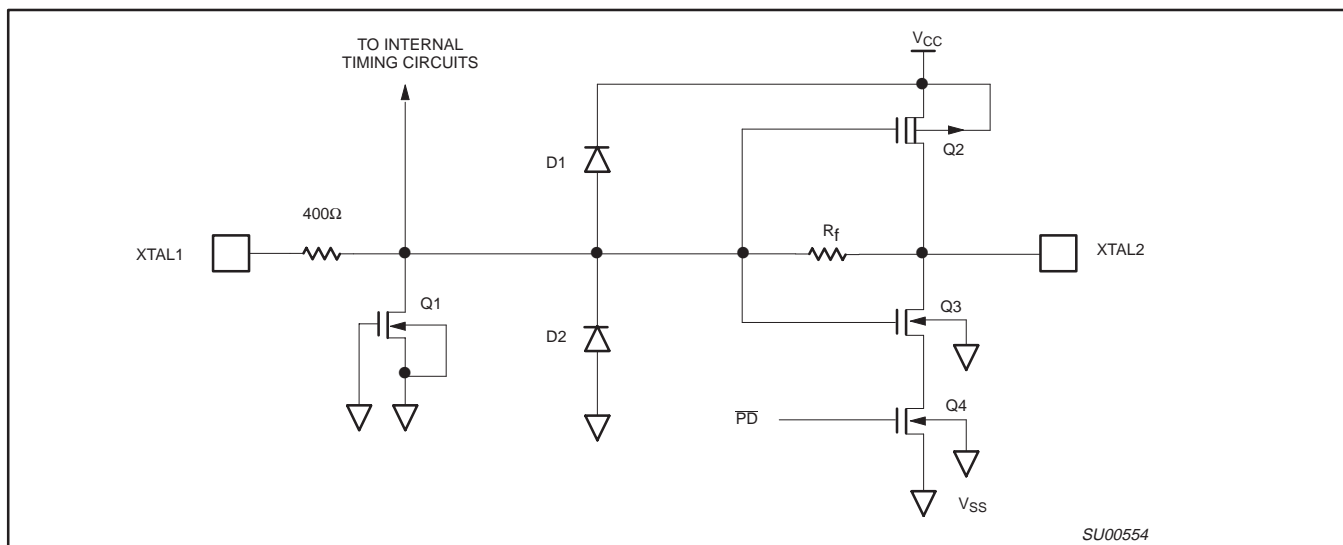 TO INTERNAL
TIMING CIRCUITS
VCC
D1
Q2
400Ω
Rf
XTAL1
XTAL2
Q1
Q3
D2
PD
Q4
VSS
SU00554